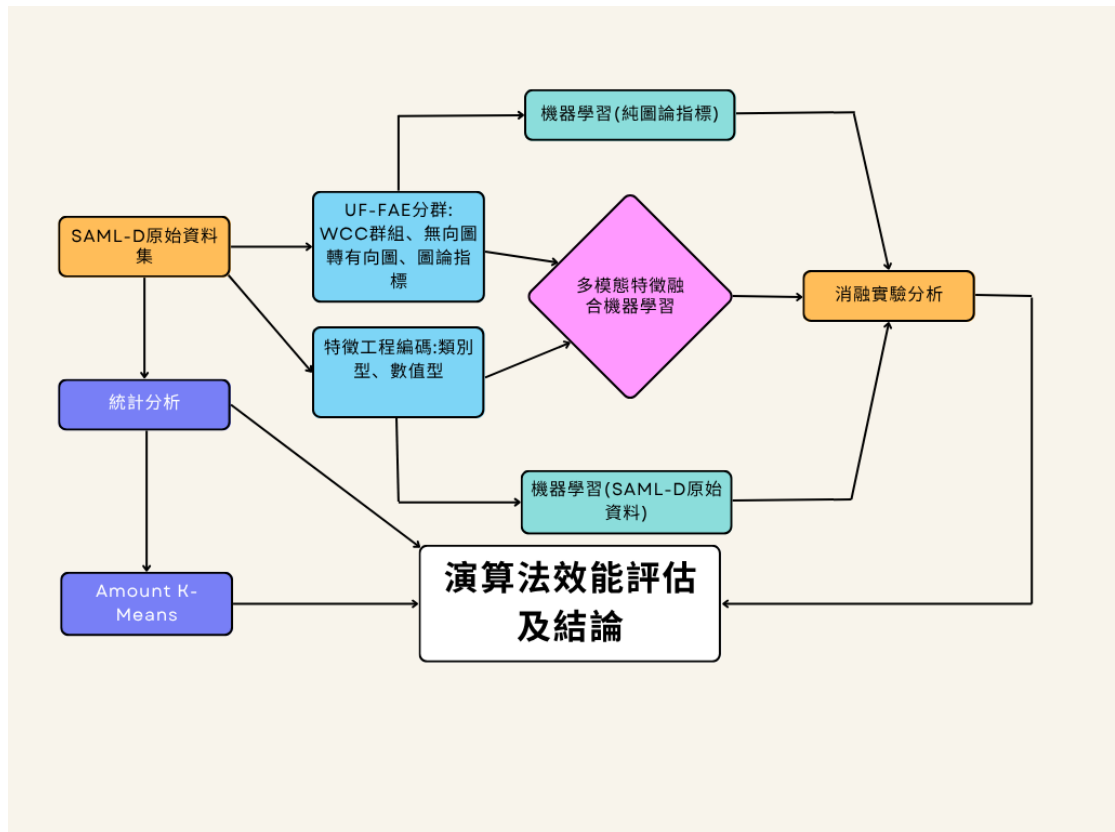 機器學習(純圖論指標)
UF-FAE分群:
WCC群組、無向圖
轉有向圖、圖論指
標
SAML-D原始資料
集
多模態特徵融
合機器學習
消融實驗分析
特徵工程編碼:類別
型、數值型
統計分析
機器學習(SAML-D原始
資料)
演算法效能評估
及結論
Amount K-
Means